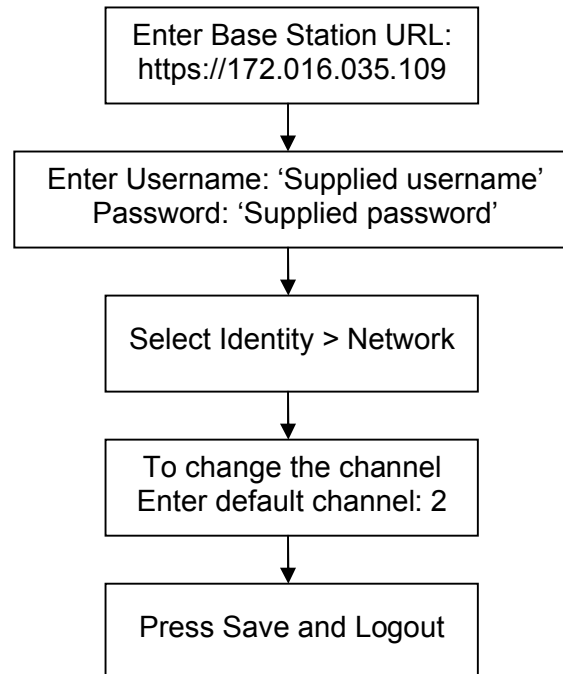 Enter Base Station URL:
https://172.016.035.109
Enter Username: ‘Supplied username’
Password: ‘Supplied password’
Select Identity > Network
To change the channel
Enter default channel: 2
Press Save and Logout